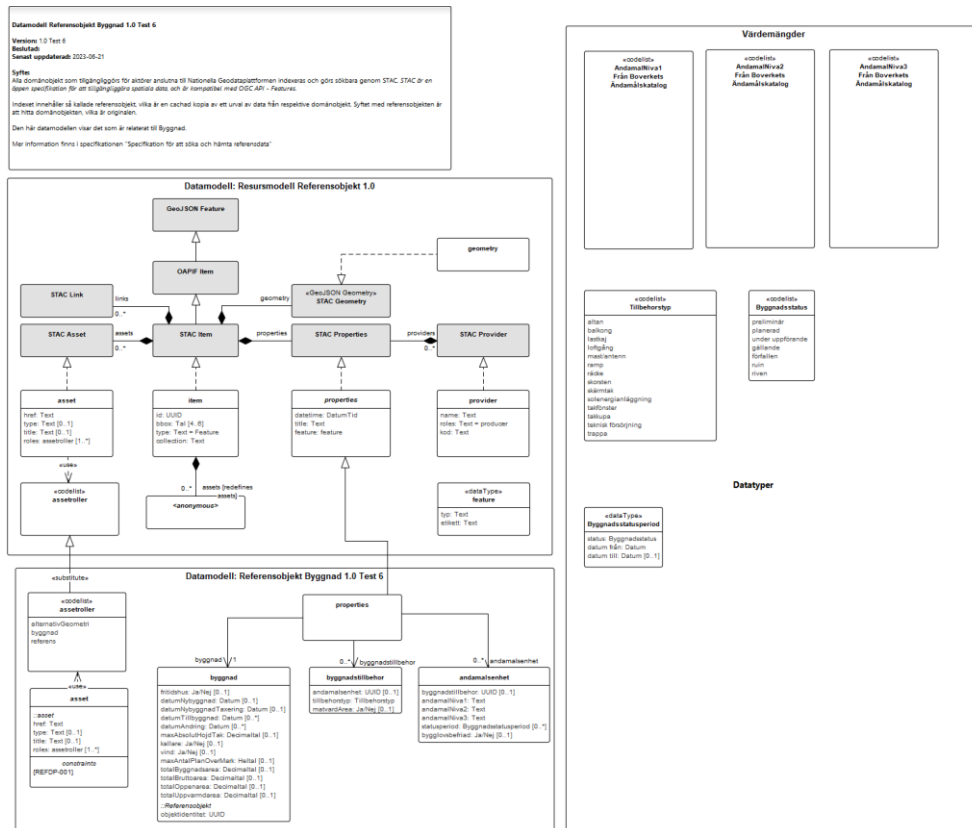 Datamodell Referensobjekt Byggnad 1.0 Test 6
Version: 1.0 Test 6
Beslutad:
Senast uppdaterad: 2023-06-21
Syfte:
Alla domänobjekt som tillgängliggörs för aktörer anslutna till Nationella Geodataplattformen indexeras och görs sökbara genom STAC. STAC är en
öppen specifikation för att tillgängliggöra spatiala data, och är kompatibel med OGC API - Features.
Indexet innehåller så kallade referensobjekt, vilka är en cachad kopia av ett urval av data från respektive domänobjekt. Syftet med referensobjekten är
att hitta domänobjekten, vilka är originalen.
Den här datamodellen visar det som är relaterat till Byggnad.
Mer information finns i specifikationen "Specifikation för att söka och hämta referensdata"
Datamodell: Resursmodell Referensobjekt 1.0
GeoJSON Feature
OAPIF Item
geometry
STAC Link
links
0..*
geometry
«GeoJSON Geometry»
STAC Geometry
STAC Asset
assets
0..*
STAC Item
properties
STAC Properties
providers
0..*
STAC Provider
asset
href: Text
type: Text [0..1]
title: Text [0..1]
roles: assetroller [1..*]
item
id: UUID
bbox: Tal [4..6]
type: Text = Feature
collection: Text
properties
datetime: DatumTid
title: Text
feature: feature
provider
name: Text
roles: Text = producer
kod: Text
«use»
«codelist»
assetroller
0..*
assets {redefines
assets}
<anonymous>
«dataType»
feature
typ: Text
etikett: Text
Datamodell: Referensobjekt Byggnad 1.0 Test 6
«substitute»
«codelist»
assetroller
alternativGeometri
byggnad
referens
«use»
asset
::asset
href: Text
type: Text [0..1]
title: Text [0..1]
roles: assetroller [1..*]
constraints
{REFDP-001}
properties
byggnad
1
0..*
byggnadstillbehor
0..*
andamalsenhet
byggnad
fritidshus: Ja/Nej [0..1]
datumNybyggnad: Datum [0..1]
datumNybyggnadTaxering: Datum [0..1]
datumTillbyggnad: Datum [0..*]
datumAndring: Datum [0..*]
maxAbsolutHojdTak: Decimaltal [0..1]
kallare: Ja/Nej [0..1]
vind: Ja/Nej [0..1]
maxAntalPlanOverMark: Heltal [0..1]
totalByggnadsarea: Decimaltal [0..1]
totalBruttoarea: Decimaltal [0..1]
totalOppenarea: Decimaltal [0..1]
totalUppvarmdarea: Decimaltal [0..1]
::Referensobjekt
objektidentitet: UUID
byggnadstillbehor
andamalsenhet: UUID [0..1]
tillbehorstyp: Tillbehorstyp
matvardArea: Ja/Nej [0..1]
andamalsenhet
byggnadstillbehor: UUID [0..1]
andamalNiva1: Text
andamalNiva2: Text
andamalNiva3: Text
statusperiod: Byggnadsstatusperiod [0..*]
bygglovsbefriad: Ja/Nej [0..1]
Värdemängder
«codelist»
AndamalNiva1
Från Boverkets
Ändamålskatalog
«codelist»
AndamalNiva2
Från Boverkets
Ändamålskatalog
«codelist»
AndamalNiva3
Från Boverkets
Ändamålskatalog
«codelist»
Tillbehorstyp
altan
balkong
lastkaj
loftgång
mast/antenn
ramp
rådie
skorsten
skärmtak
solenergianläggning
takfönster
takkupa
teknisk försörjning
trappa
«codelist»
Byggnadsstatus
preliminär
planerad
under uppförande
gällande
förfallen
ruin
riven
Datatyper
«dataType»
Byggnadsstatusperiod
status: Byggnadsstatus
datum från: Datum
datum till: Datum [0..1]